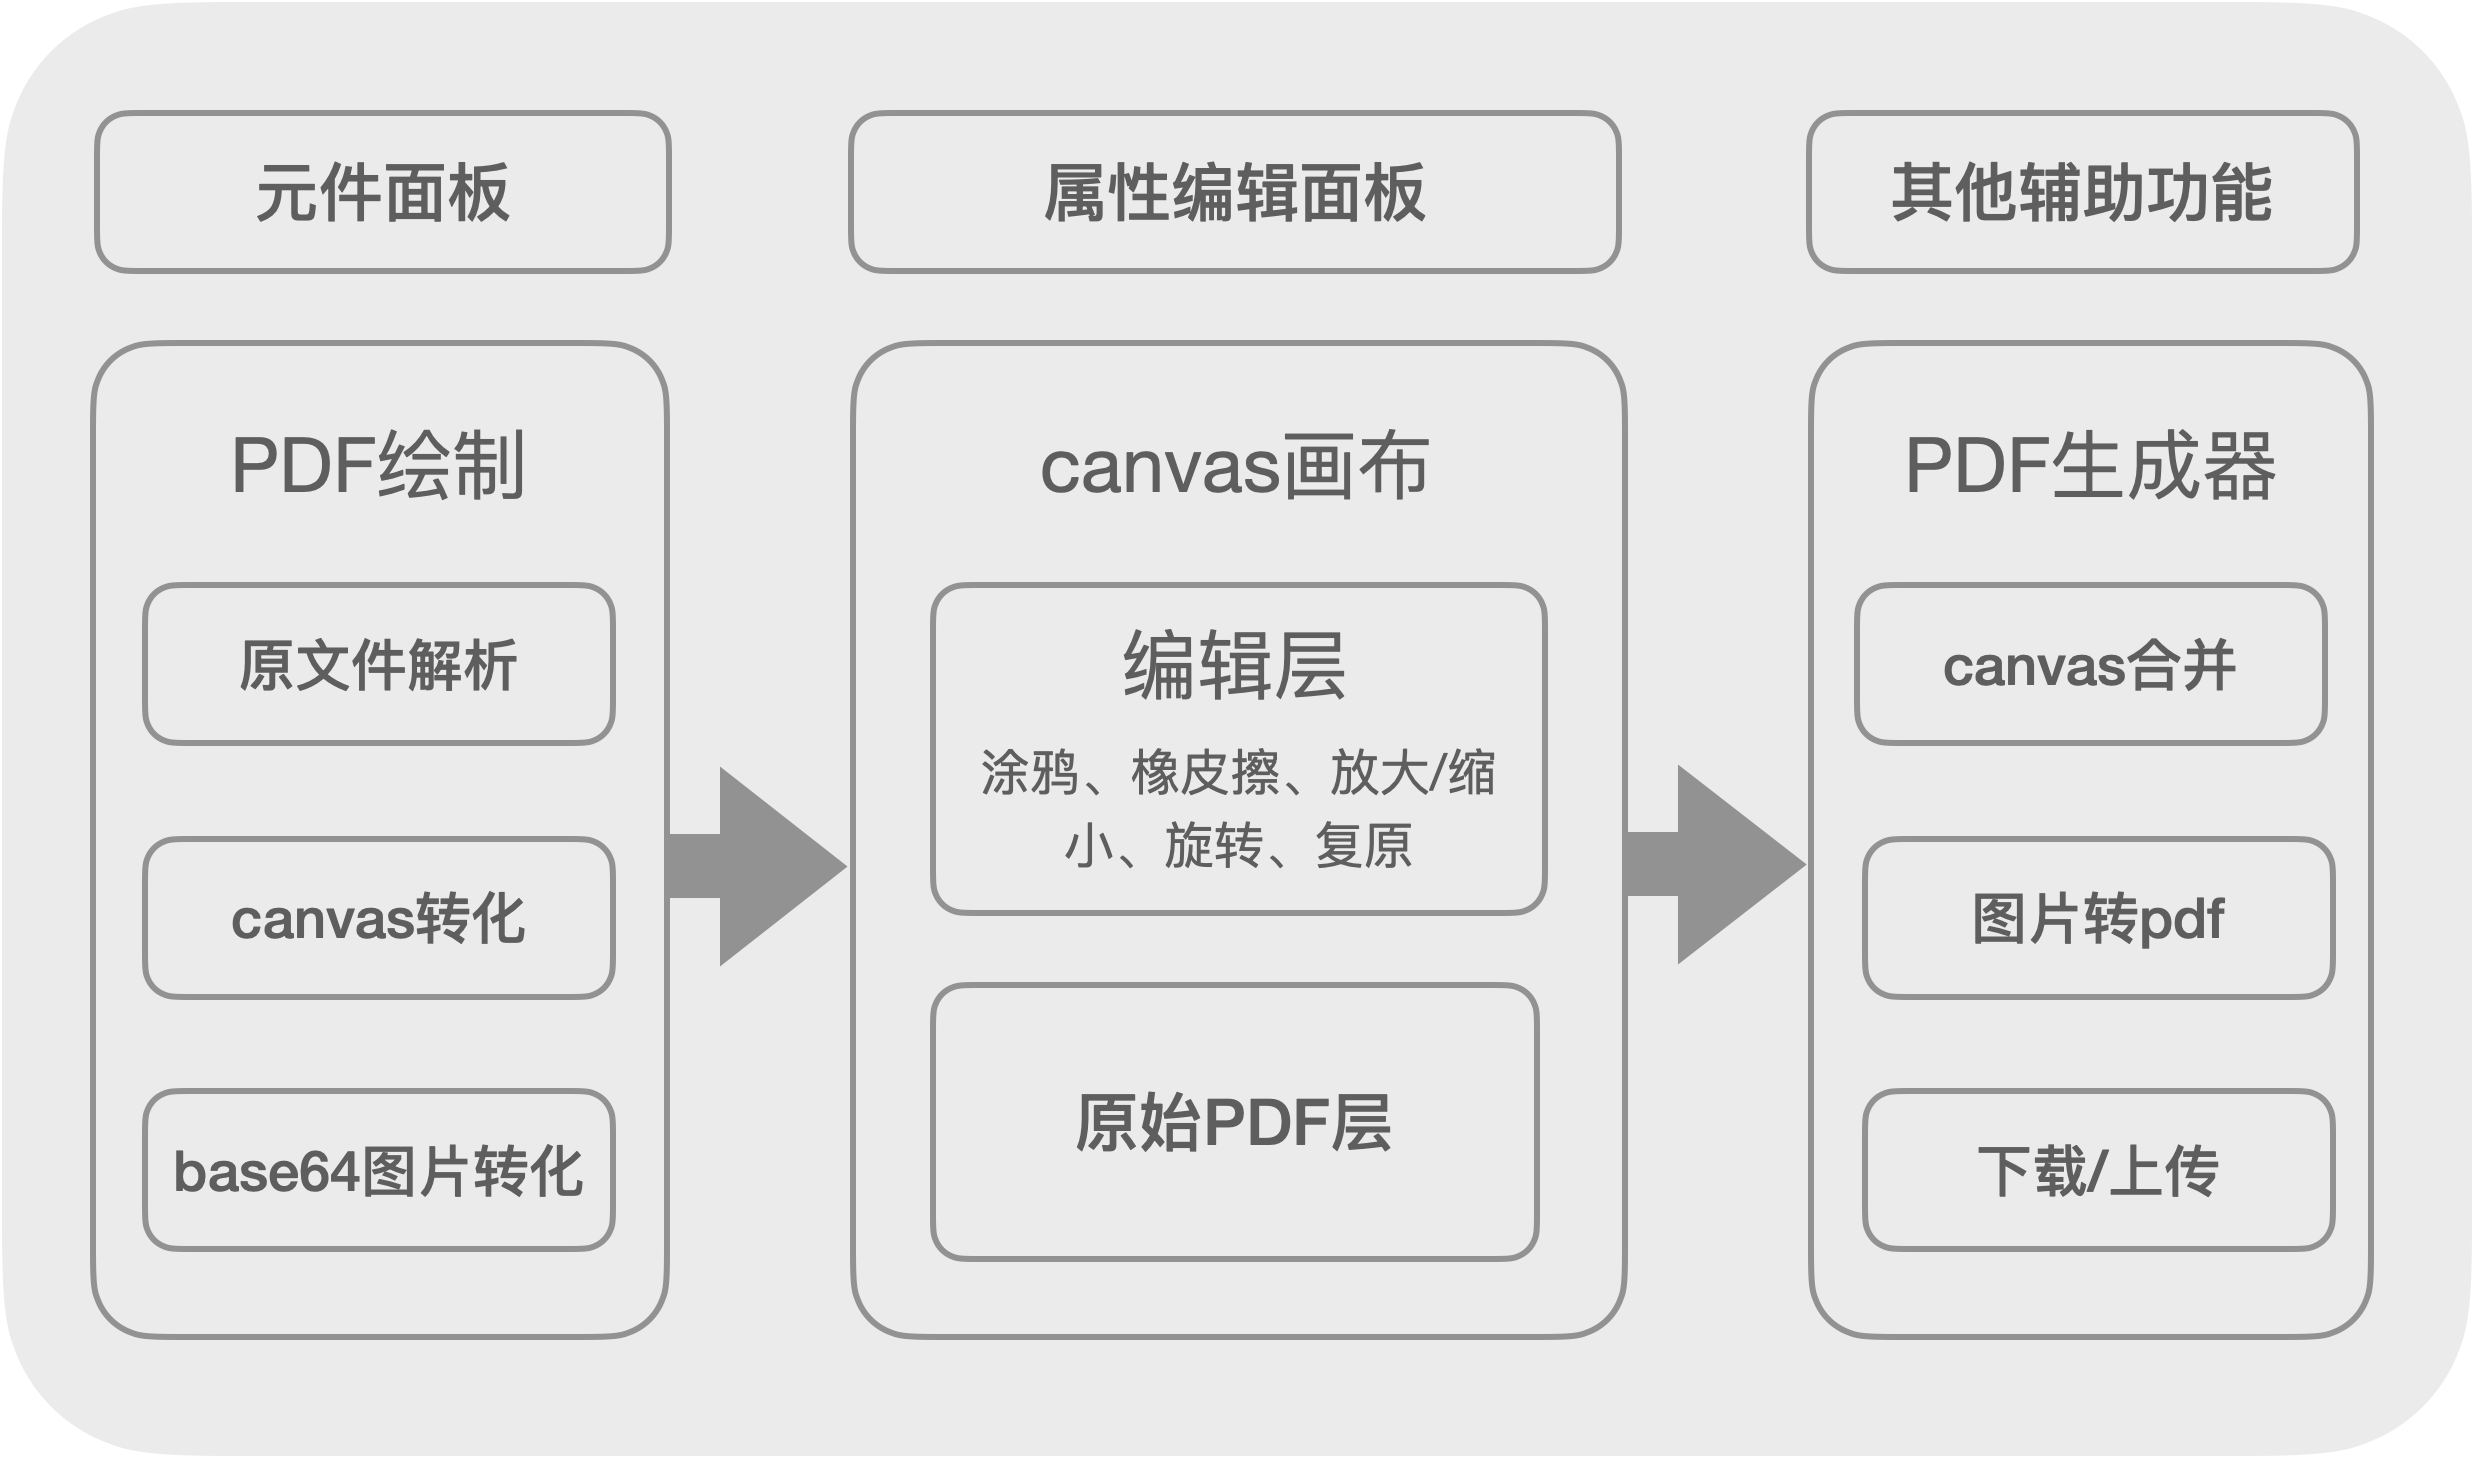 元件面板
属性编辑面板
其他辅助功能
PDF绘制
原文件解析
canvas转化
base64图片转化
canvas画布
编辑层
涂鸦、橡皮擦、放大/缩
小、旋转、复原
原始PDF层
PDF生成器
canvas合并
图片转pdf
下载/上传